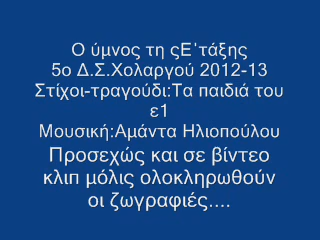 Ο ύμνος τη ςΕ΄τάξης
5ο Δ.Σ.Χολαργού 2012-13
Στίχοι-τραγούδι:Τα παιδιά του
ε1
Μουσική:Αμάντα Ηλιοπούλου
Προσεχώς και σε βίντεο
κλιπ μόλις ολοκληρωθούν
οι ζωγραφιές....